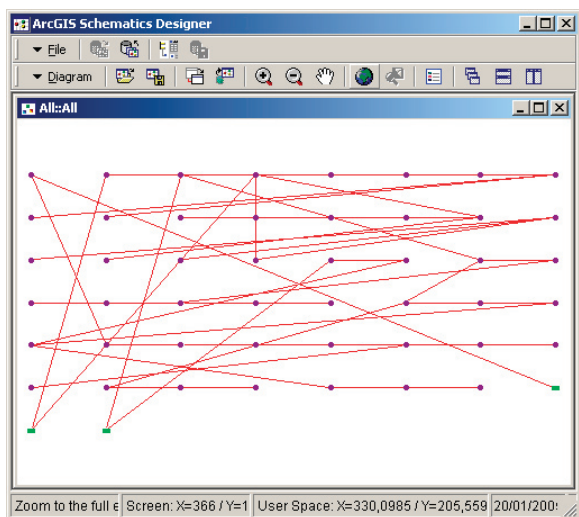 ArcGIS Schematics Designer
File
Diagram
All::All
Zoom to the full e Screen: X=366 / Y=1 User Space: X=330,0985 / Y=205,559 20/01/200